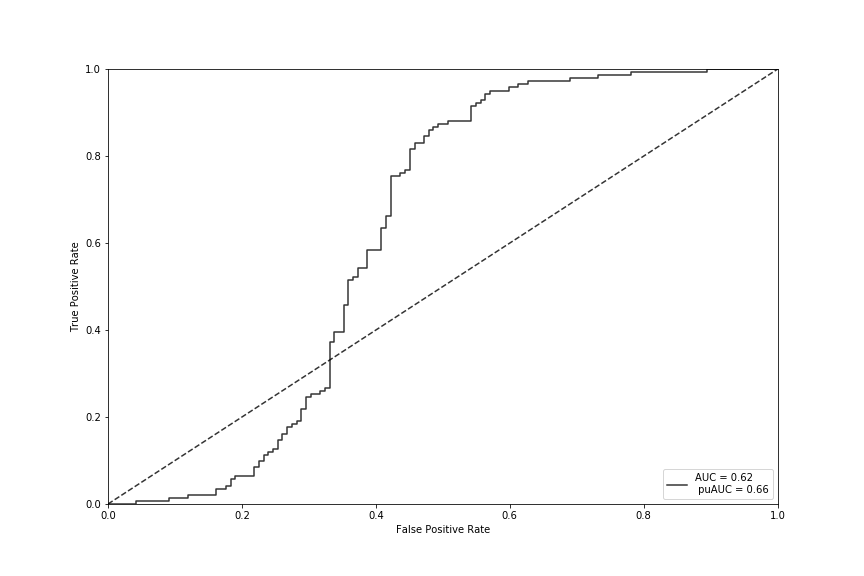 1.0
0.8
0.6
0.4
0.2
0.0
True Positive Rate
0.0 0.2 0.4 0.6 0.8 1.0
False Positive Rate
AUC = 0.62
puAUC = 0.66